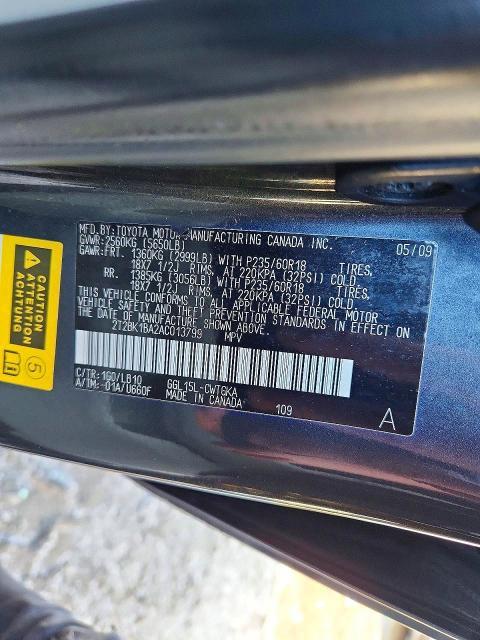 MFD.BY:TOYOTA MOTOR MANUFACTURING CANADA INC. 05/09
GVWR:2560KG (5650LB)
GAWR:FRT. 1360KG (2999LB) WITH P235/60R18 TIRES,
18X7 1/2J RIMS, AT 220KPA (32PSI) COLD.
RR. 1385KG (3056LB) WITH P235/60R18 TIRES,
18X7 1/2J RIMS, AT 220KPA (32PSI) COLD.
THIS VEHICLE CONFORMS TO ALL APPLICABLE FEDERAL MOTOR
VEHICLE SAFETY AND THEFT PREVENTION STANDARDS IN EFFECT ON
THE DATE OF MANUFACTURE SHOWN ABOVE.
2T2BK1BA2AC013799 MPV
C/TR:1G0/LB10 GGL15L-CWTGKA
A/TM:-01A/U660F MADE IN CANADA 109 A
CAUTION
ACHTUNG
ATTENTION
5